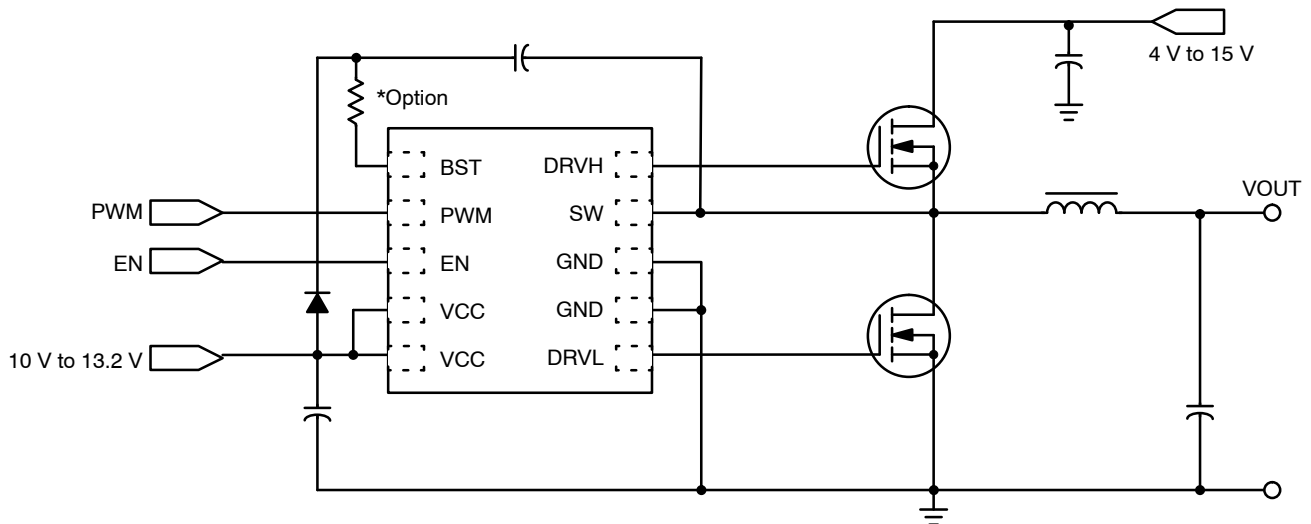 4 V to 15 V
*Option
BST
DRVH
PWM
PWM
SW
VOUT
EN
EN
GND
VCC
GND
10 V to 13.2 V
VCC
DRVL